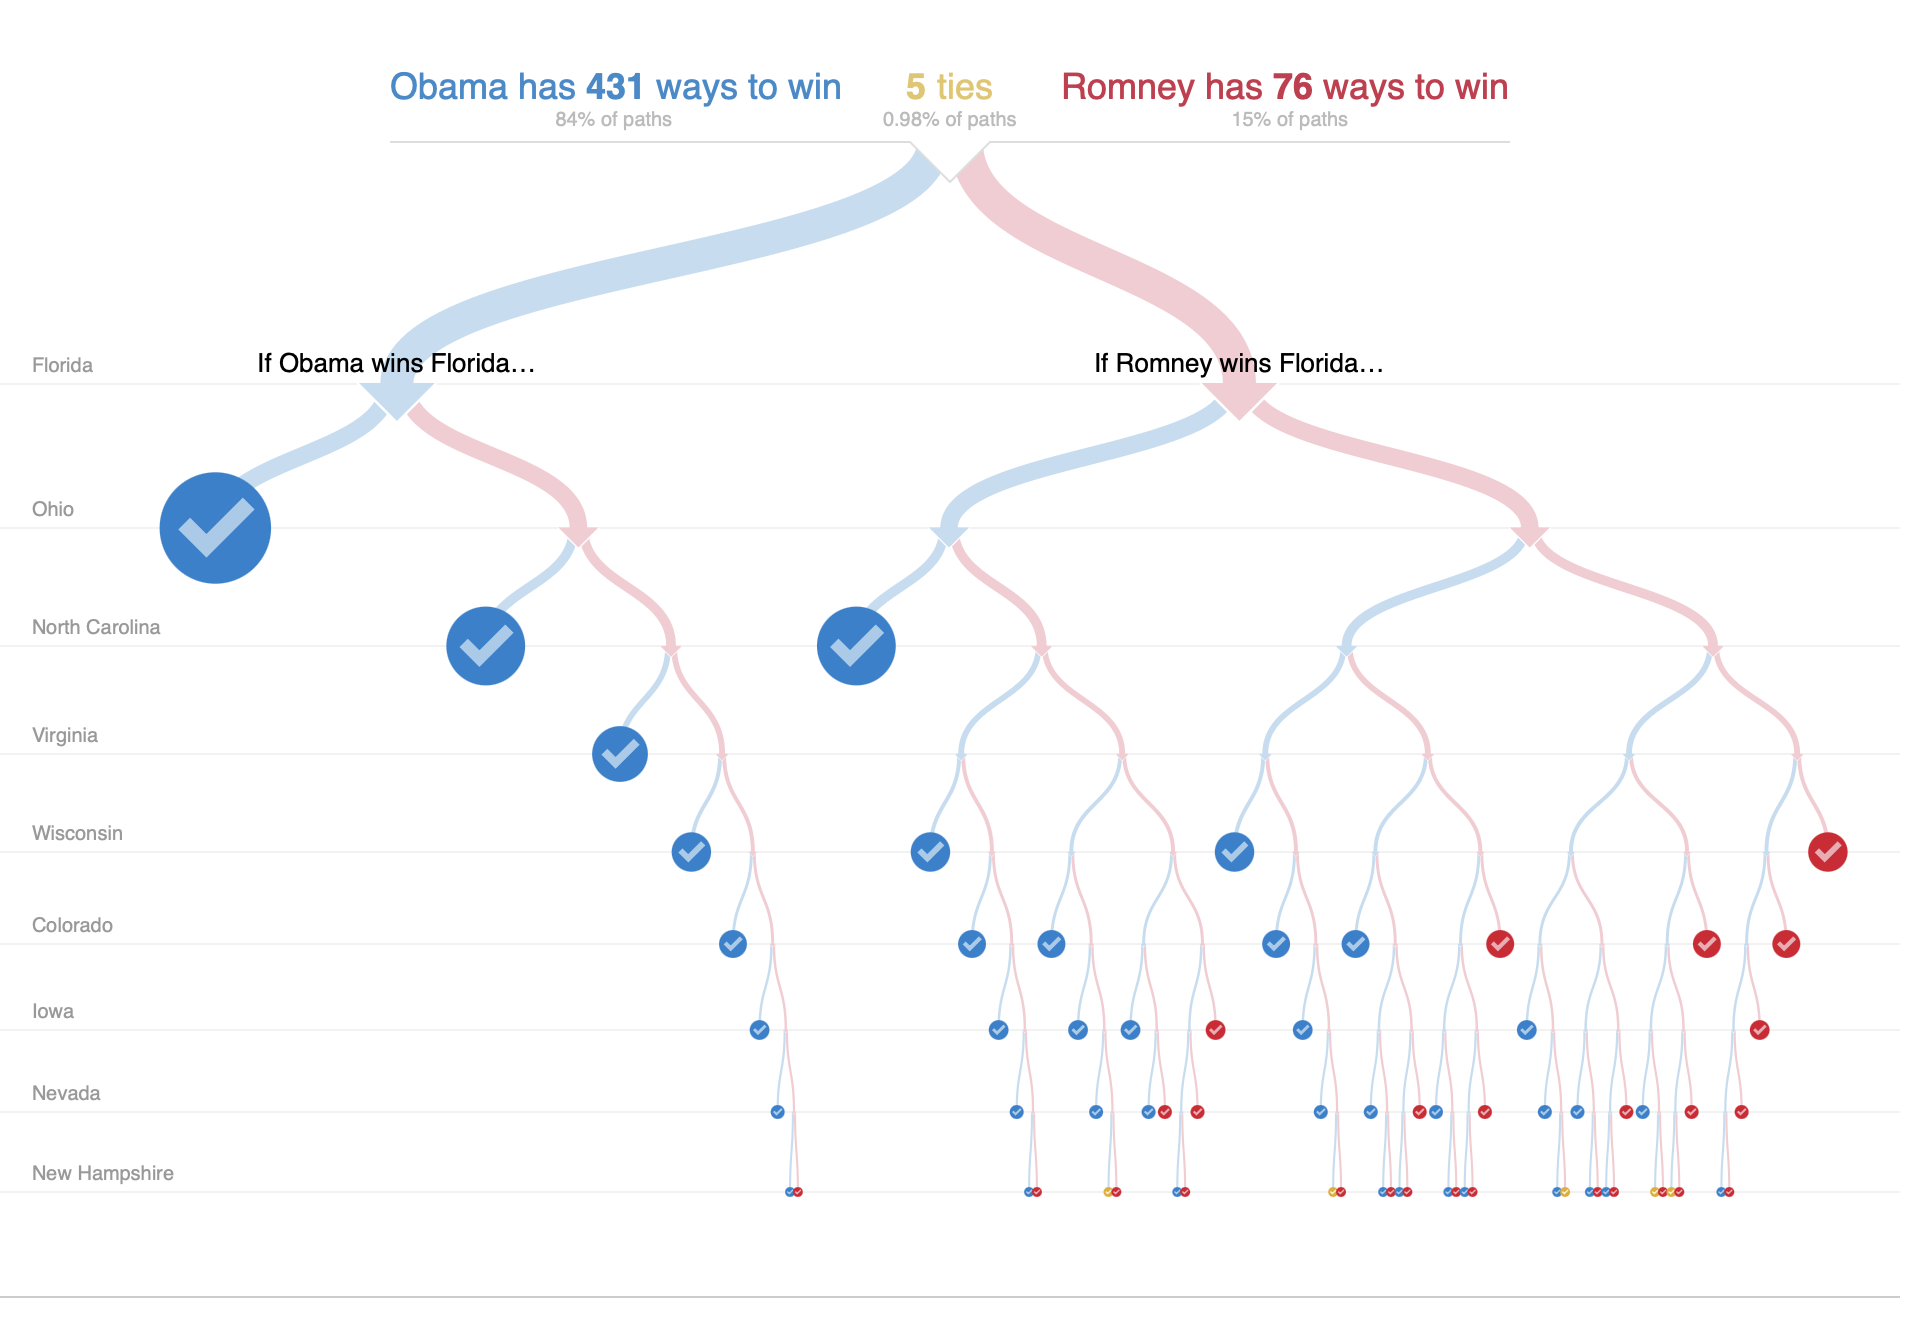 Obama has 431 ways to win
84% of paths
5 ties
0.98% of paths
Romney has 76 ways to win
15% of paths
If Obama wins Florida…
If Romney wins Florida…
Florida
Ohio
North Carolina
Virginia
Wisconsin
Colorado
Iowa
Nevada
New Hampshire